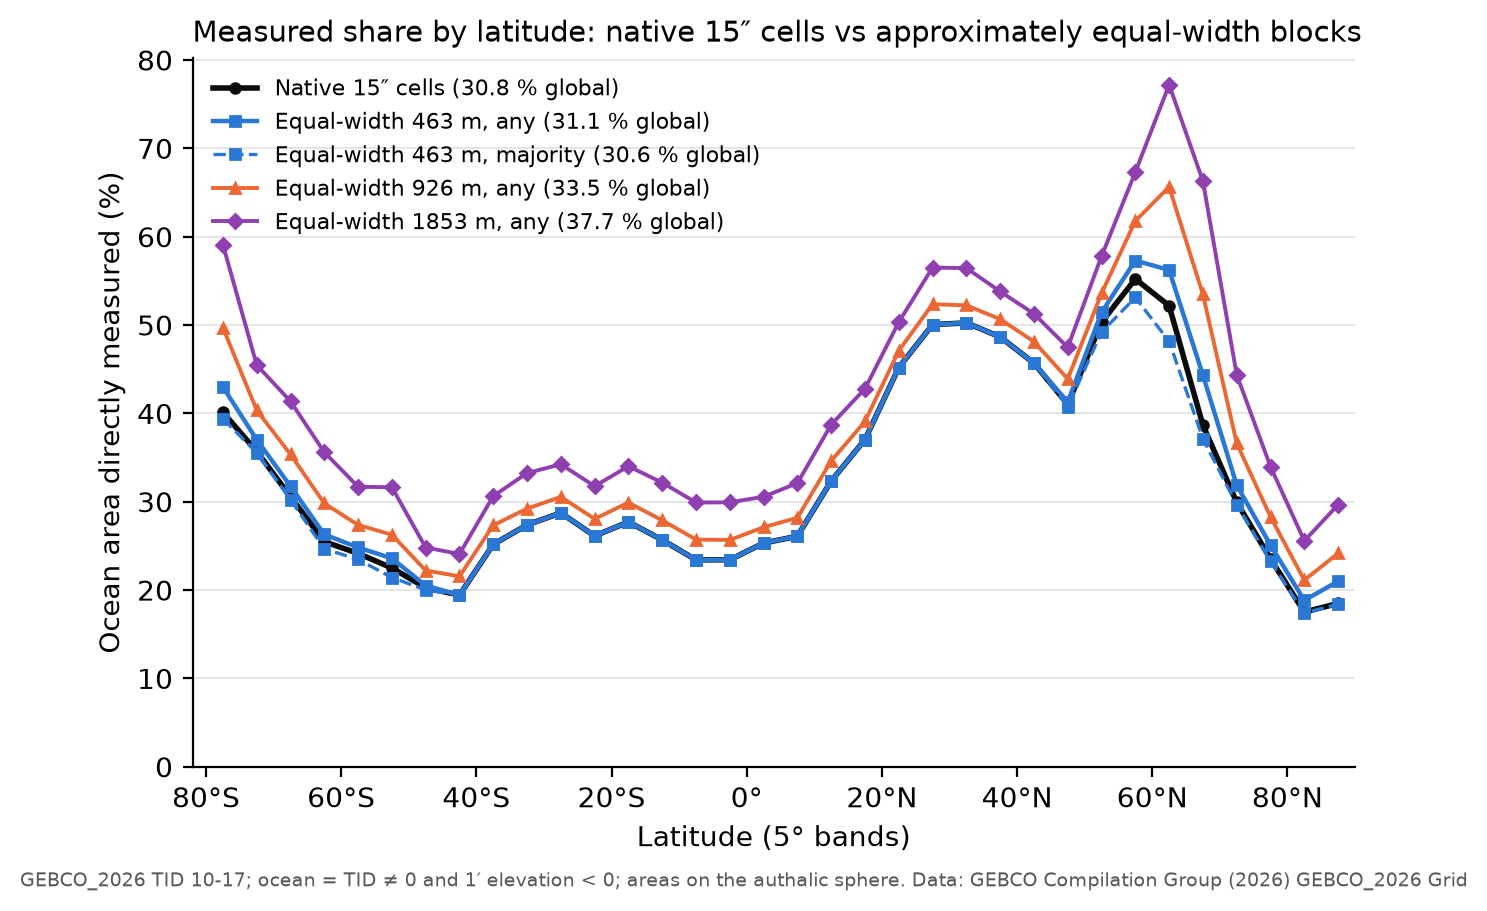 Measured share by latitude: native 15″ cells vs approximately equal-width blocks
Native 15″ cells (30.8 % global)
Equal-width 463 m, any (31.1 % global)
Equal-width 463 m, majority (30.6 % global)
Equal-width 926 m, any (33.5 % global)
Equal-width 1853 m, any (37.7 % global)
Ocean area directly measured (%)
80
70
60
50
40
30
20
10
0
80°S 60°S 40°S 20°S 0° 20°N 40°N 60°N 80°N
Latitude (5° bands)
GEBCO_2026 TID 10-17; ocean = TID ≠ 0 and 1′ elevation < 0; areas on the authalic sphere. Data: GEBCO Compilation Group (2026) GEBCO_2026 Grid